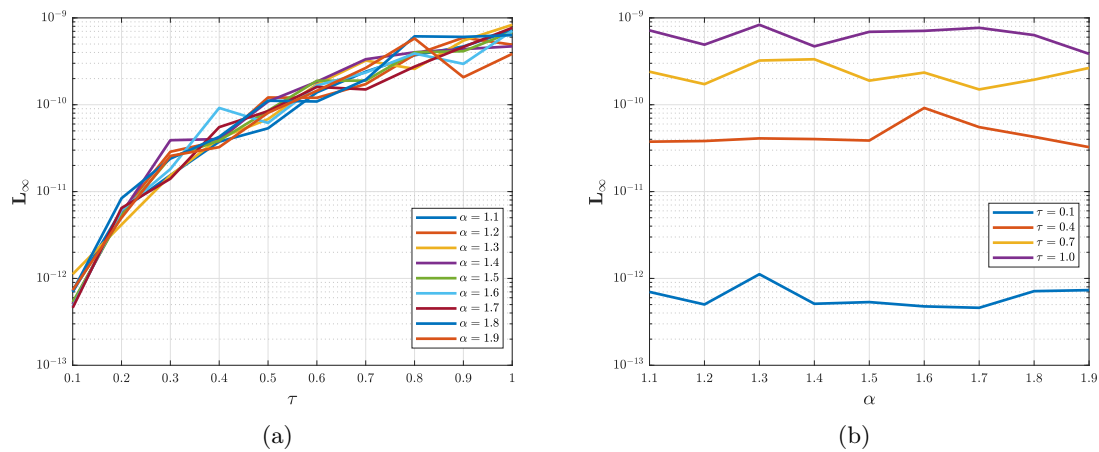 10^-9
10^-10
10^-11
10^-12
10^-13
L∞
α = 1.1
α = 1.2
α = 1.3
α = 1.4
α = 1.5
α = 1.6
α = 1.7
α = 1.8
α = 1.9
0.1 0.2 0.3 0.4 0.5 0.6 0.7 0.8 0.9 1
τ
(a)
10^-9
10^-10
10^-11
10^-12
10^-13
L∞
τ = 0.1
τ = 0.4
τ = 0.7
τ = 1.0
1.1 1.2 1.3 1.4 1.5 1.6 1.7 1.8 1.9
α
(b)